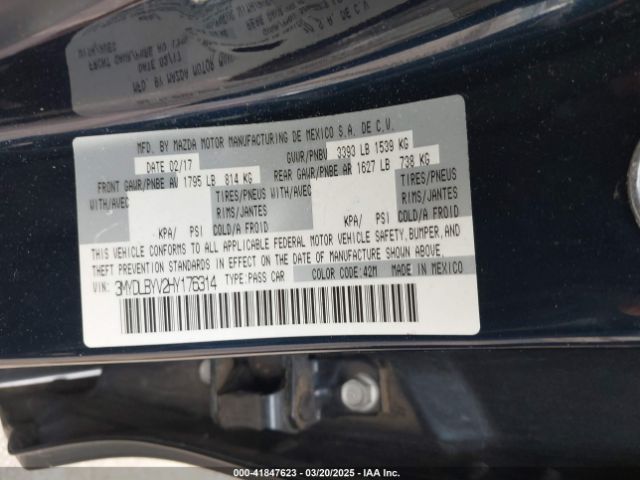 MFD. BY MAZDA MOTOR MANUFACTURING DE MEXICO S.A. DE C.V.
DATE 02/17 GVWR/PNBV 3393 LB 1539 KG
FRONT GAWR/PNBE AV 1795 LB 814 KG REAR GAWR/PNBE AR 1627 LB 738 KG
WITH/AVEC TIRES/PNEUS WITH/AVEC TIRES/PNEUS
RIMS/JANTES RIMS/JANTES
KPA/ PSI COLD/A FROID KPA/ PSI COLD/A FROID
THIS VEHICLE CONFORMS TO ALL APPLICABLE FEDERAL MOTOR VEHICLE SAFETY, BUMPER, AND
THEFT PREVENTION STANDARDS IN EFFECT ON THE DATE OF MANUFACTURE SHOWN ABOVE.
VIN: 3MYDLBYV2HY176314 TYPE: PASS CAR COLOR CODE: 42M MADE IN MEXICO
000-41847623 - 03/20/2025 - IAA Inc.